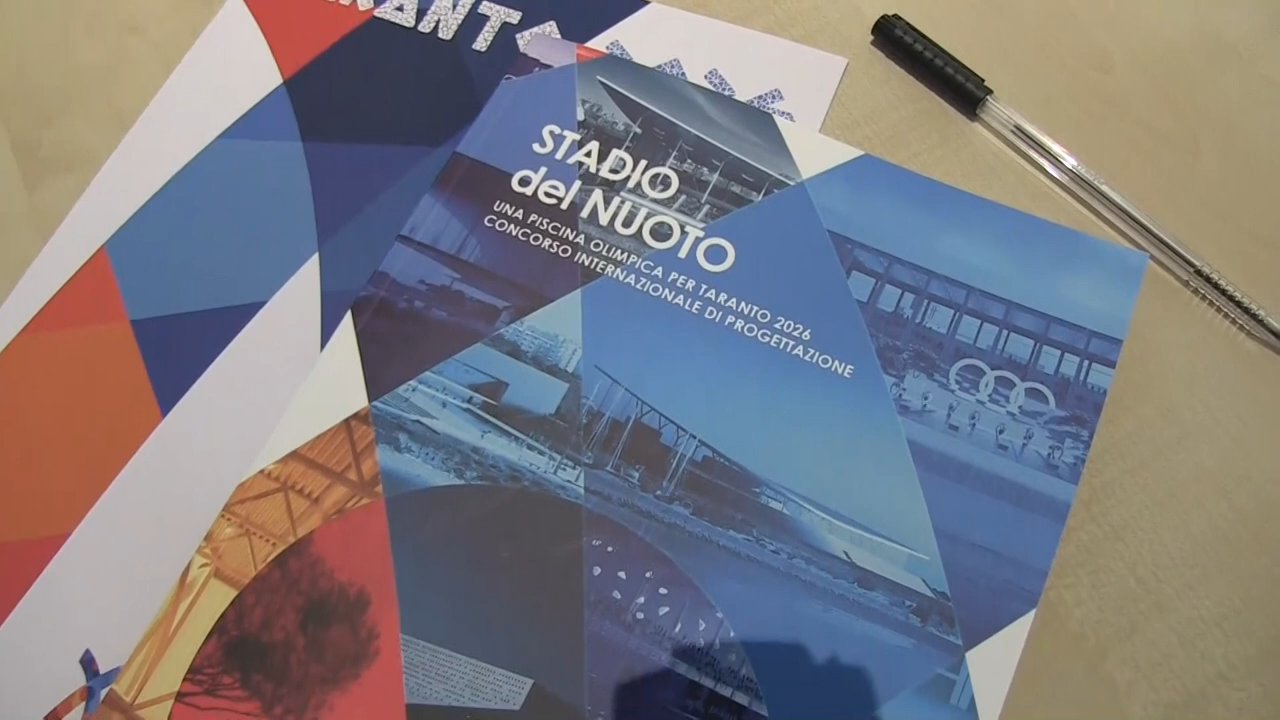 STADIO
del NUOTO
UNA PISCINA OLIMPICA PER TARANTO 2026
CONCORSO INTERNAZIONALE DI PROGETTAZIONE